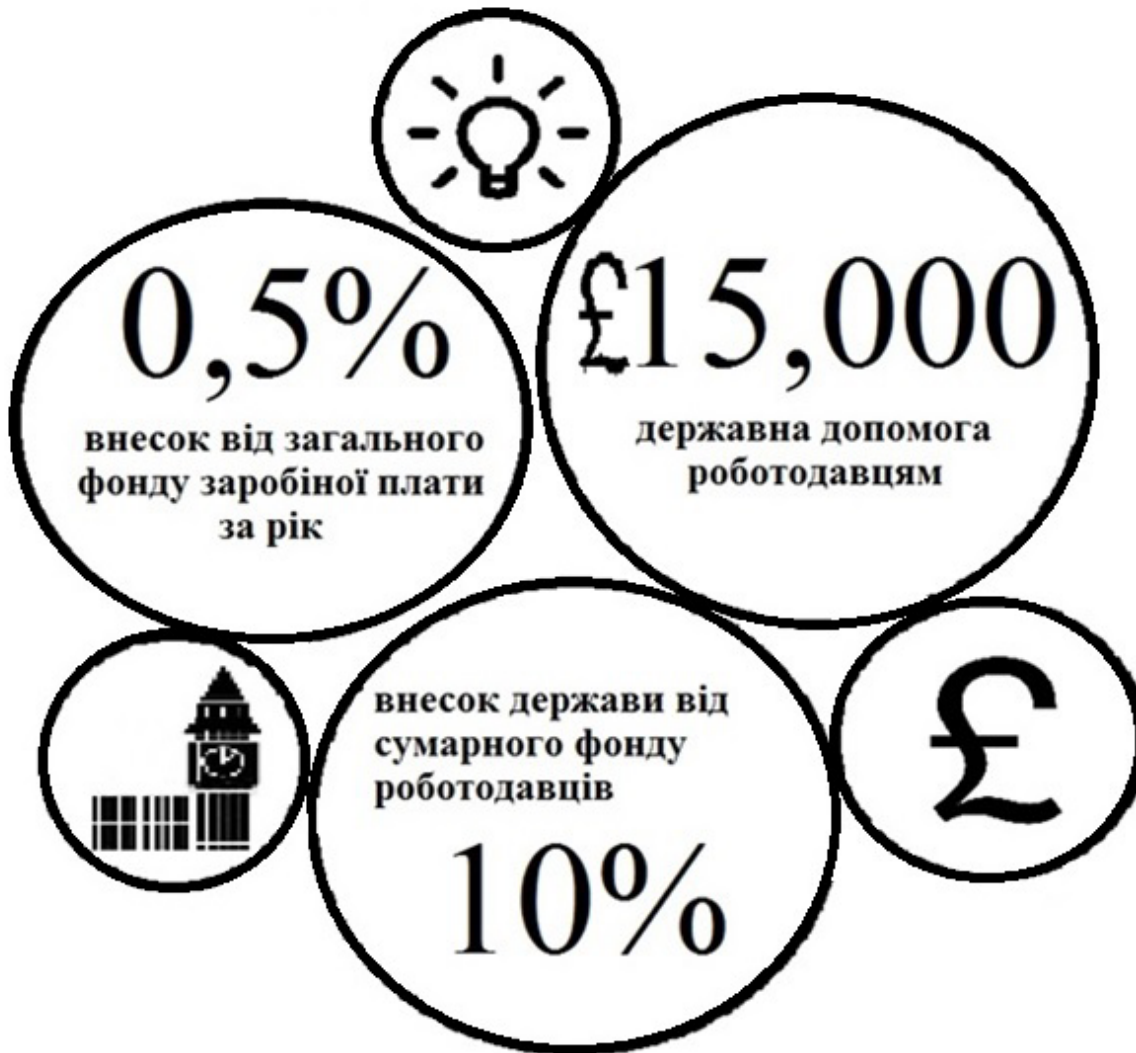 0,5%
внесок від загального
фонду заробіної плати
за рік
£15,000
державна допомога
роботодавцям
внесок держави від
сумарного фонду
роботодавців
10%
£